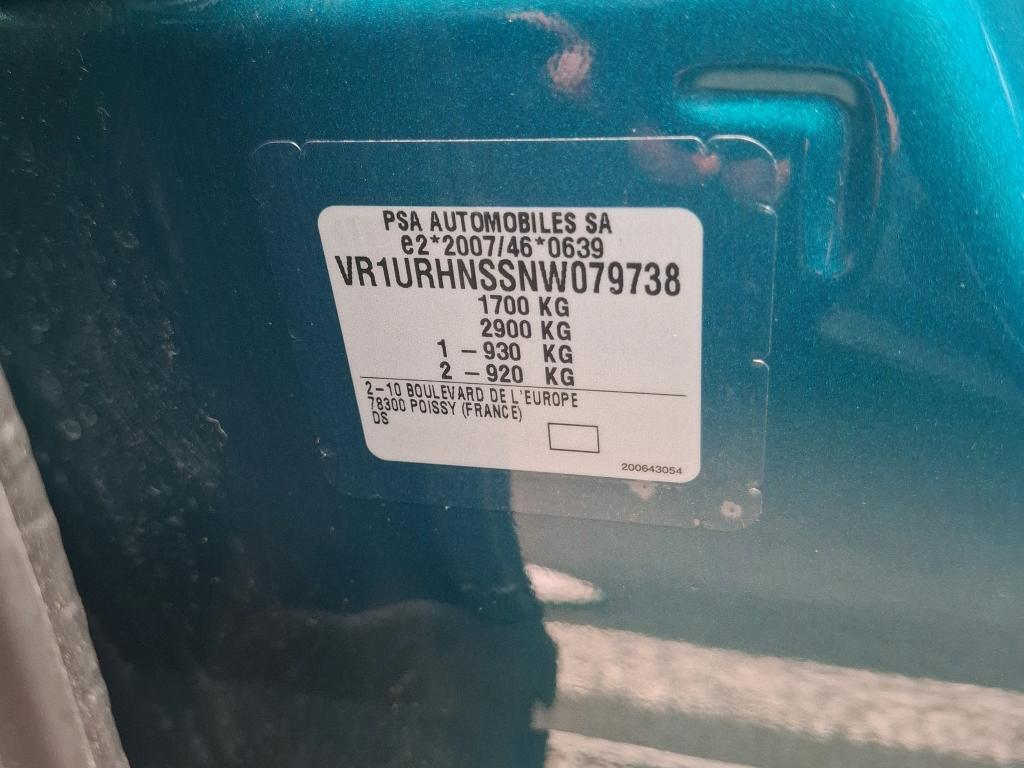 PSA AUTOMOBILES SA
e2*2007/46*0639
VR1URHNSSNW079738
1700 KG
2900 KG
1 – 930 KG
2 – 920 KG
2–10 BOULEVARD DE L'EUROPE
78300 POISSY (FRANCE)
DS
200643054